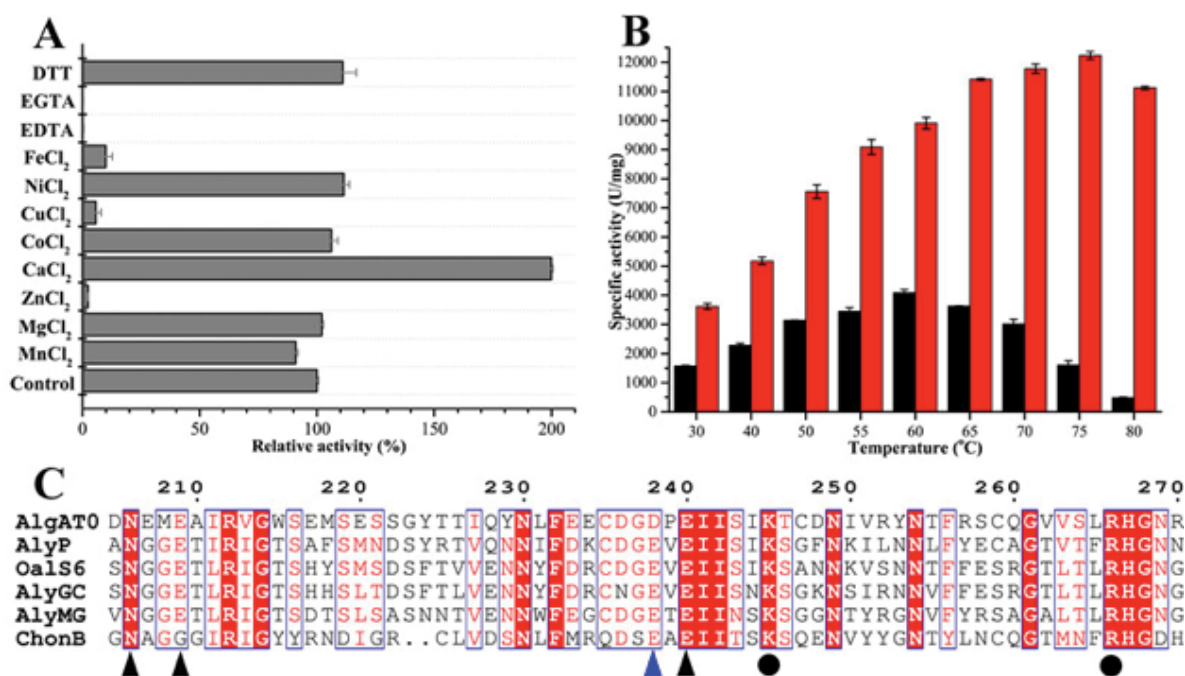 A
DTT
EGTA
EDTA
FeCl₂
NiCl₂
CuCl₂
CoCl₂
CaCl₂
ZnCl₂
MgCl₂
MnCl₂
Control
0 50 100 150 200
Relative activity (%)
B
12000
11000
10000
9000
8000
7000
6000
5000
4000
3000
2000
1000
0
Specific activity (U/mg)
30 40 50 55 60 65 70 75 80
Temperature (°C)
C
210 220 230 240 250 260 270
AlgAT0 DNEMEAIRVGWSEMSESSGYTTIQYNLFEECDGDPEIISIKTCDNIVRYNTFRSCQGVVSLRHGNR
AlyP ANGGETIRIGTSAFSMNDSYRTVQNNIFDKCDGEVEIISIKSGFNKILNNLFYECAGTVTFRHGNN
OalS6 SNGGETLRIGTSHYSMSDSFTVVENNYFDRCDGEVEIISIKSANNKVSNNTFFESRGTLTLRHGNN
AlyGC SNGGETLRIGTSHHSLTDSFTLVENNYFDRCNGEVEIISNKSGKNSIRNNVFFESRGTLTLRHGNN
AlyMG VNGGETLRIGTSDTSLSASNNTVENNWFEGCDGETEIISNKSGGNTYRGNVFYRSAGALTLRHGNN
ChonB GNAGGGIRIGYYRNDIGR..CLVDSNLFMRQDSEAEIITSKSQENVYYGNTYLNCQGTMNFRHGDH